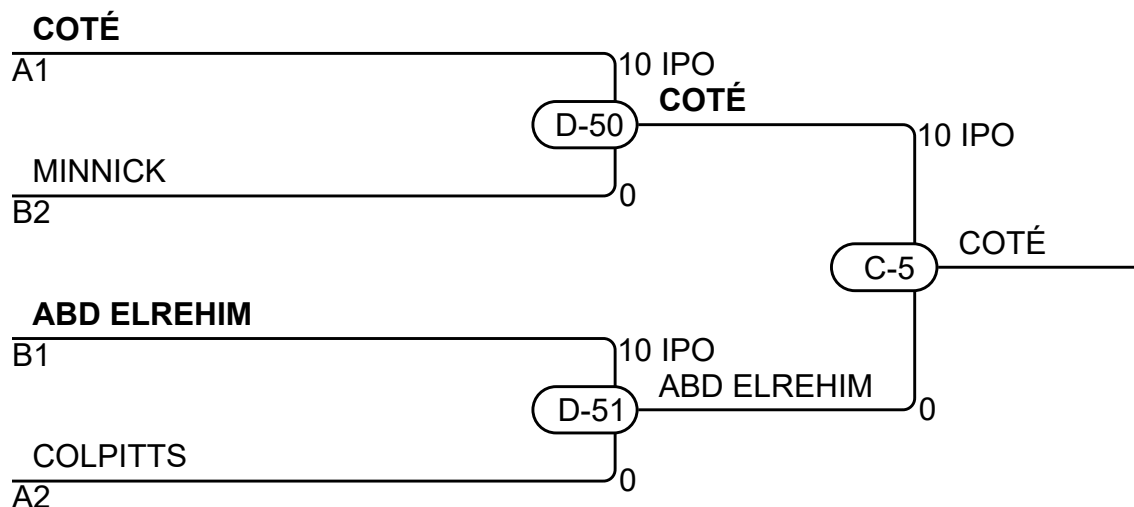 COTÉ
A1
10 IPO
COTÉ
D-50
10 IPO
MINNICK
B2
0
COTÉ
C-5
ABD ELREHIM
B1
10 IPO
ABD ELREHIM
D-51
0
COLPITTS
A2
0